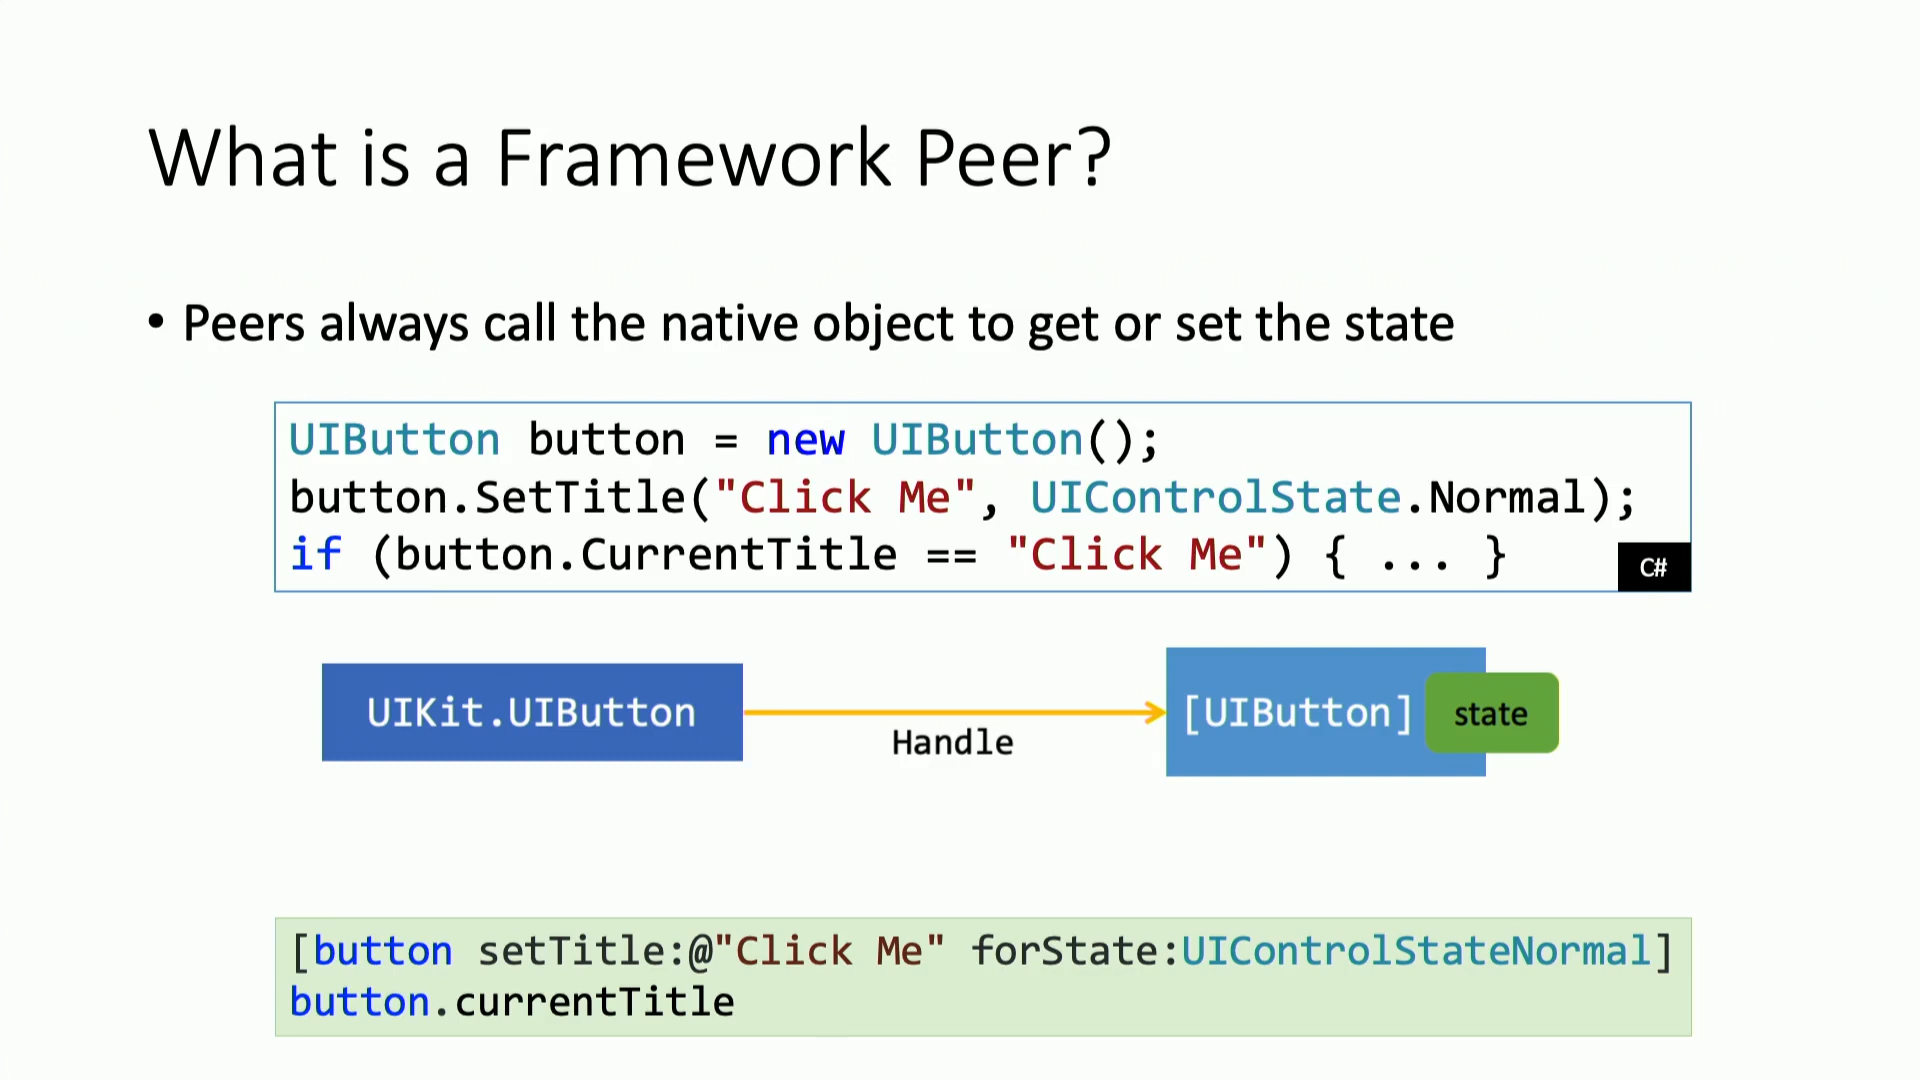 What is a Framework Peer?
• Peers always call the native object to get or set the state
UIButton button = new UIButton();
button.SetTitle("Click Me", UIControlState.Normal);
if (button.CurrentTitle == "Click Me") { ... }
C#
UIKit.UIButton
Handle
[UIButton]
state
[button setTitle:@"Click Me" forState:UIControlStateNormal]
button.currentTitle